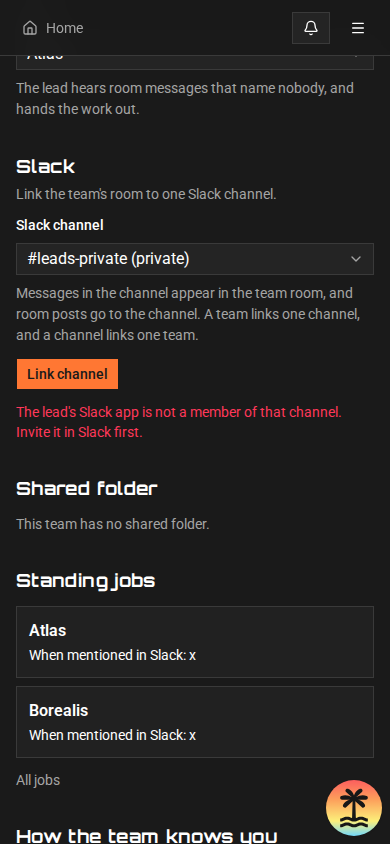 Home
Atlas
The lead hears room messages that name nobody, and
hands the work out.
Slack
Link the team's room to one Slack channel.
Slack channel
#leads-private (private)
Messages in the channel appear in the team room, and
room posts go to the channel. A team links one channel,
and a channel links one team.
Link channel
The lead's Slack app is not a member of that channel.
Invite it in Slack first.
Shared folder
This team has no shared folder.
Standing jobs
Atlas
When mentioned in Slack: x
Borealis
When mentioned in Slack: x
All jobs
How the team knows you